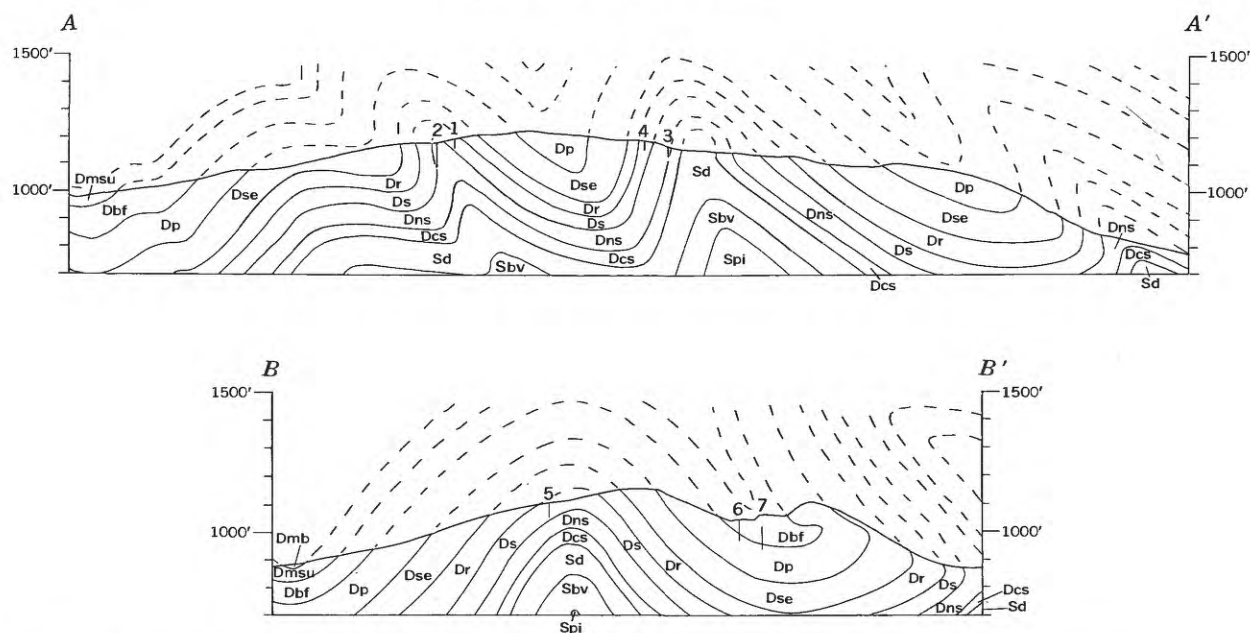 A
A'
1500'
1500'
2 1
4
3
Dp
Sd
1000'
Dmsu
Dbf
Dp
Dse
Dr
Ds
Dns
Dcs
Sd
Sbv
Dse
Dr
Ds
Dns
Dcs
Sbv
Spi
Dns
Ds
Dcs
Dr
Dse
Dp
1000'
Dns
Dcs
Sd
B
B'
1500'
1500'
5
6 7
1000'
1000'
Dmb
Dmsu
Dbf
Dp
Dse
Dr
Ds
Dns
Dcs
Sd
Sbv
Spi
Ds
Dr
Dse
Dp
Dbf
Dr
Ds
Dns
Dcs
Sd